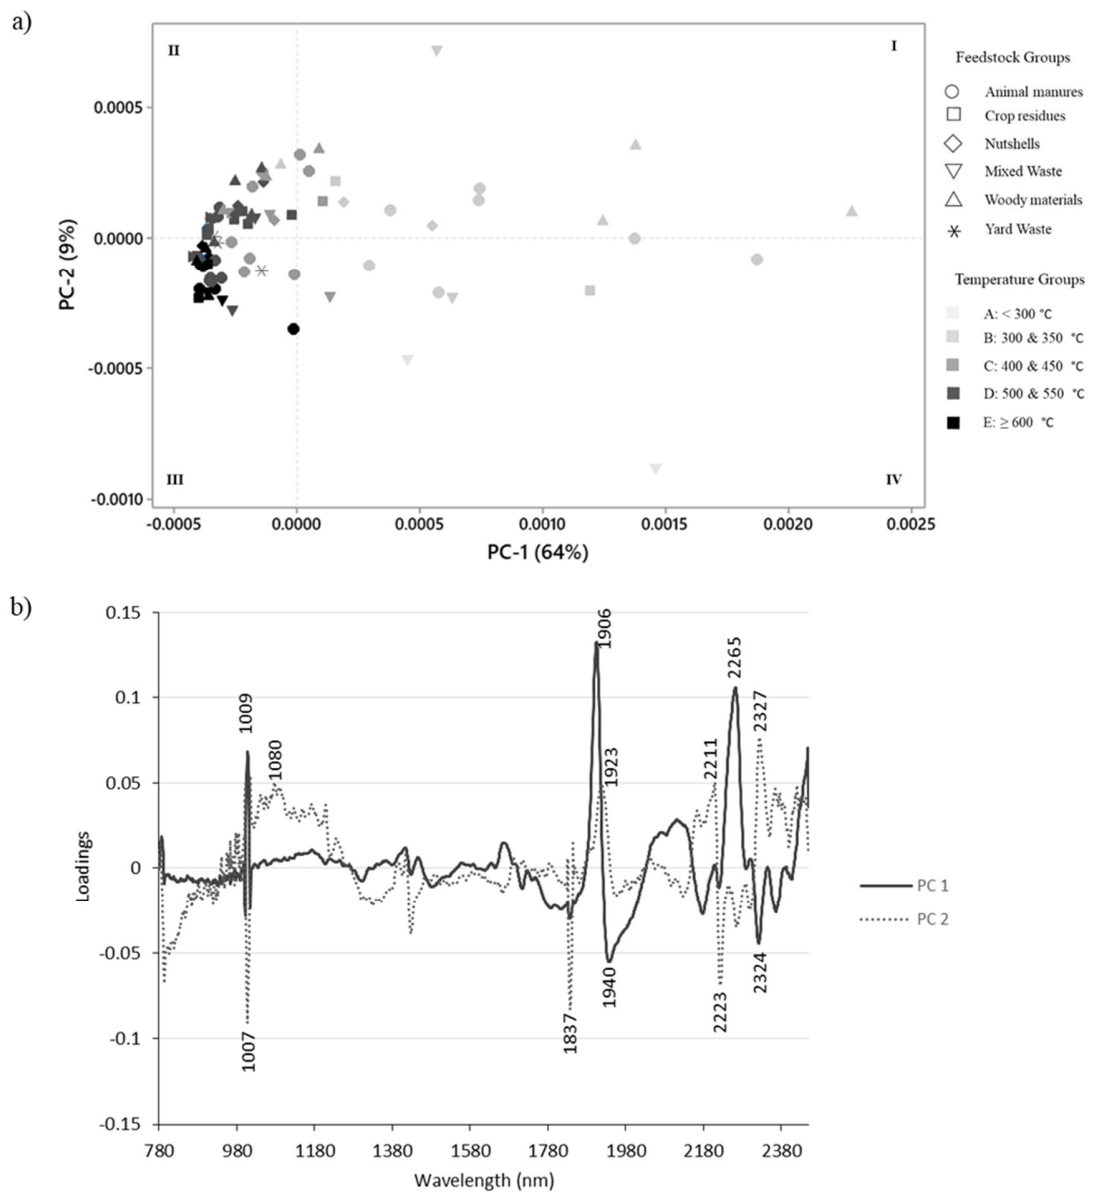 a)
II
I
III
IV
0.0005
0.0000
-0.0005
-0.0010
PC-2 (9%)
-0.0005 0.0000 0.0005 0.0010 0.0015 0.0020 0.0025
PC-1 (64%)
Feedstock Groups
Animal manures
Crop residues
Nutshells
Mixed Waste
Woody materials
Yard Waste
Temperature Groups
A: < 300 °C
B: 300 & 350 °C
C: 400 & 450 °C
D: 500 & 550 °C
E: ≥ 600 °C
b)
0.15
0.1
0.05
0
-0.05
-0.1
-0.15
Loadings
1009
1080
1007
1837
1906
1923
1940
2211
2223
2265
2327
2324
780 980 1180 1380 1580 1780 1980 2180 2380
Wavelength (nm)
PC 1
PC 2